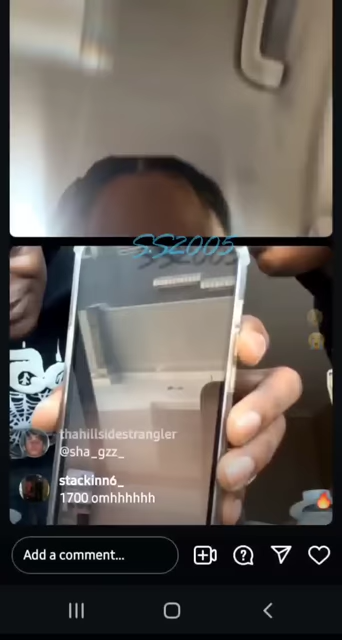 SS2005
thahillsidestrangler
@sha_gzz_
stackinn6_
1700 omhhhhhh
Add a comment...